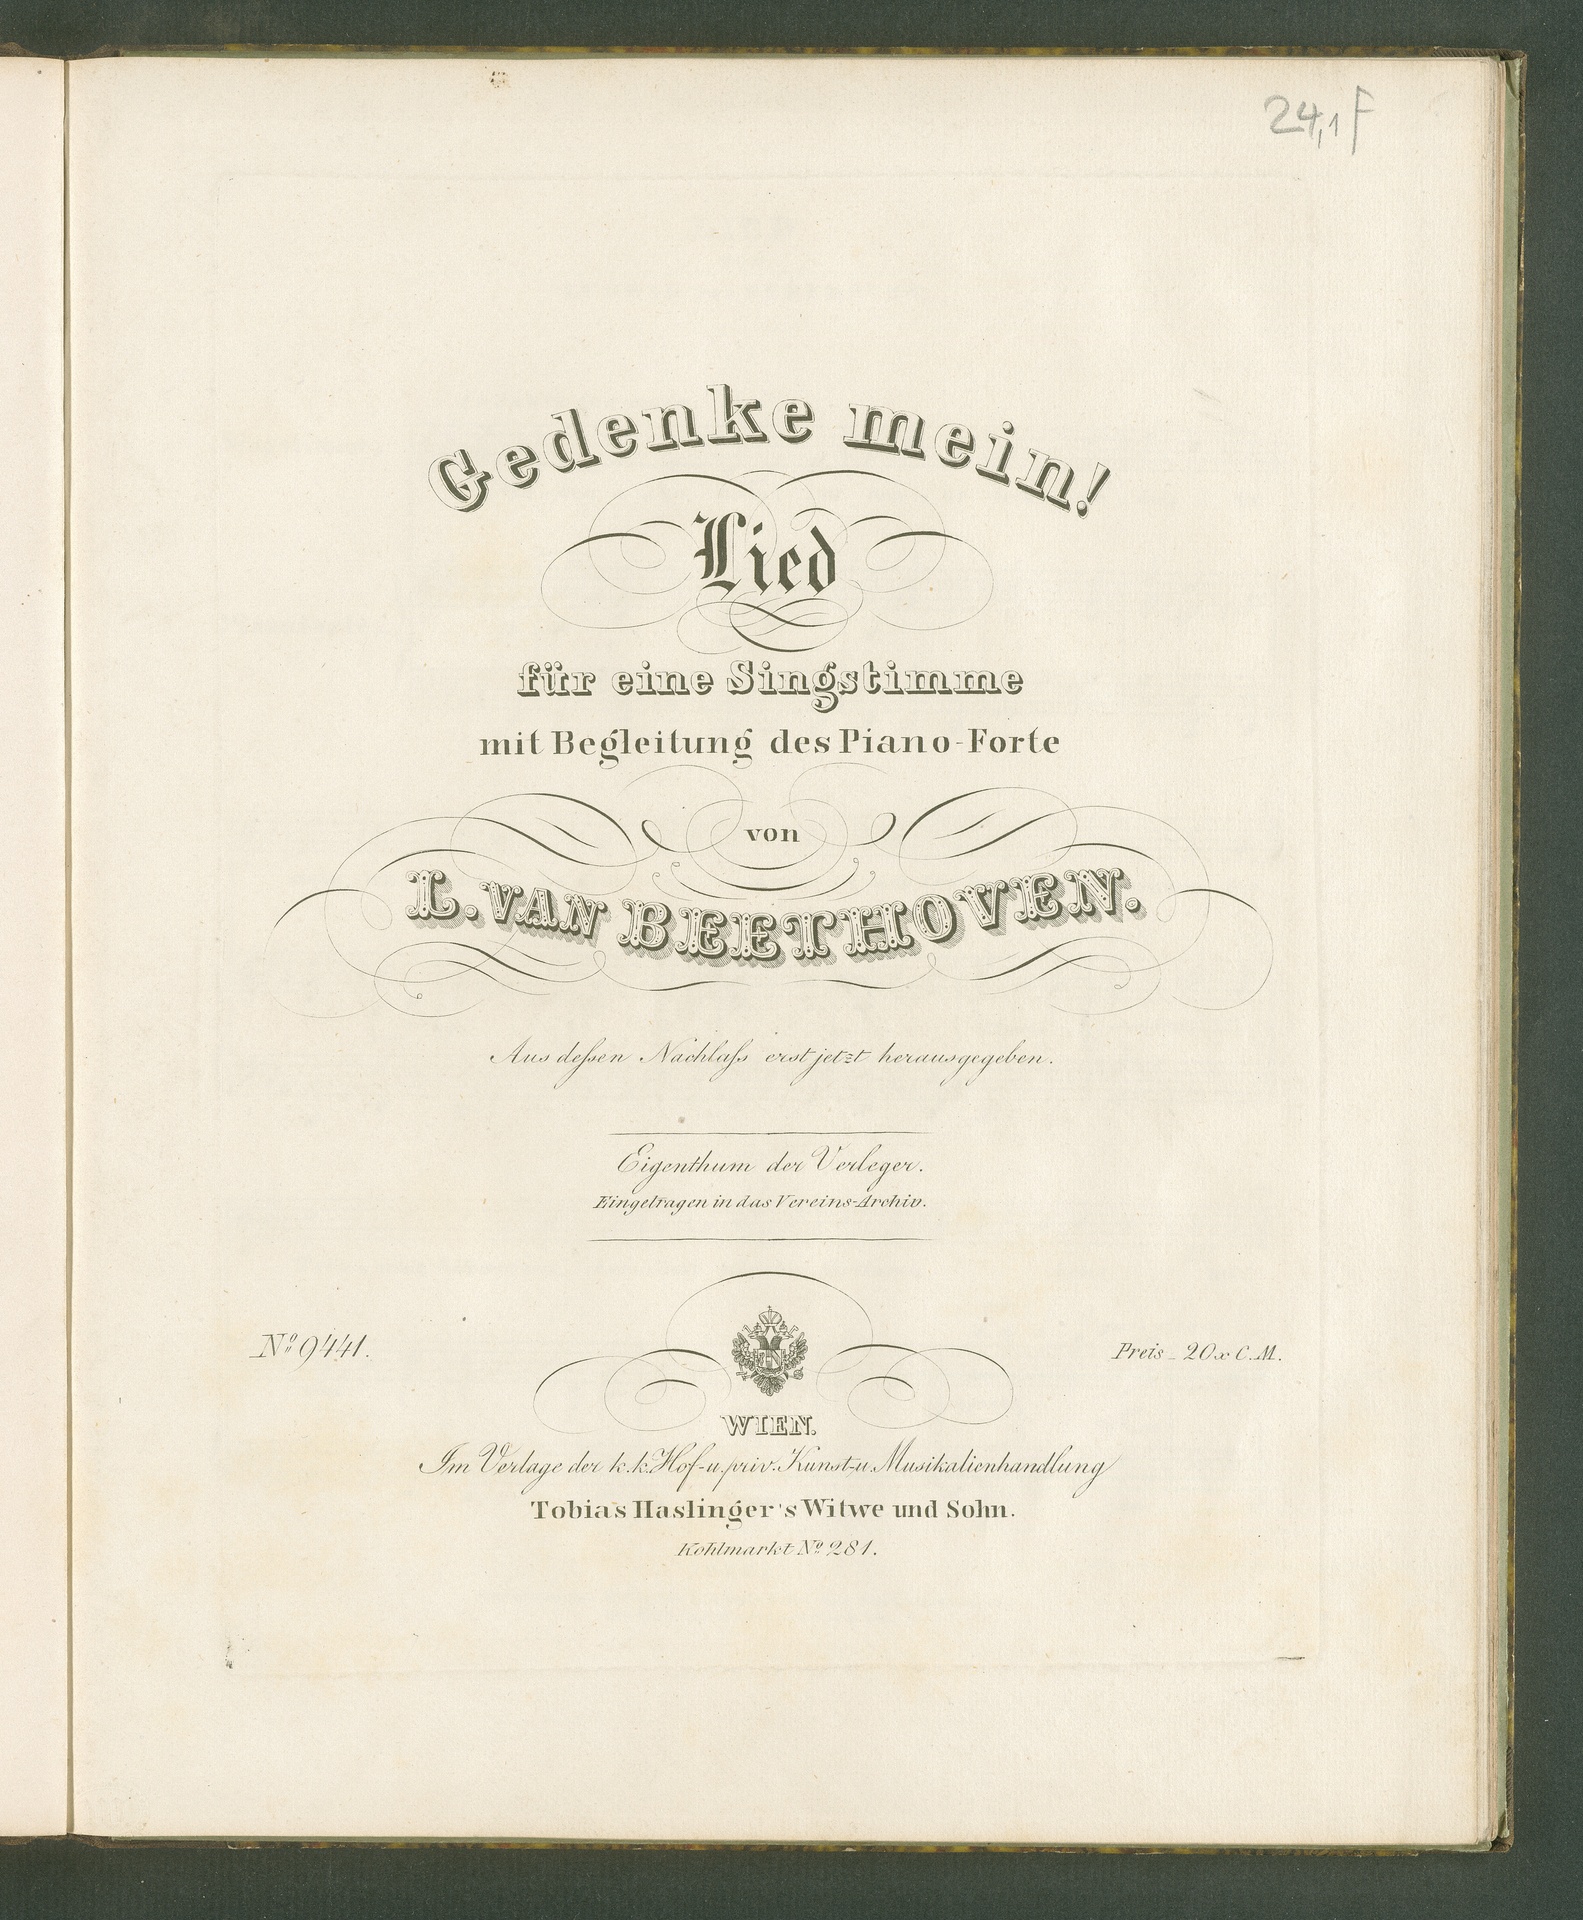 24,1 F
Gedenke mein!
Lied
für eine Singstimme
mit Begleitung des Piano-Forte
von
L. VAN BEETHOVEN.
Aus deſsen Nachlaſs erst jetzt herausgegeben.
Eigenthum der Verleger.
Eingetragen in das Vereins-Archiv.
No 9441.
Preis _ 20 x C. M.
WIEN.
Im Verlage der k.k. Hof- u. priv. Kunst- u. Musikalienhandlung
Tobias Haslinger's Witwe und Sohn.
Kohlmarkt No 281.